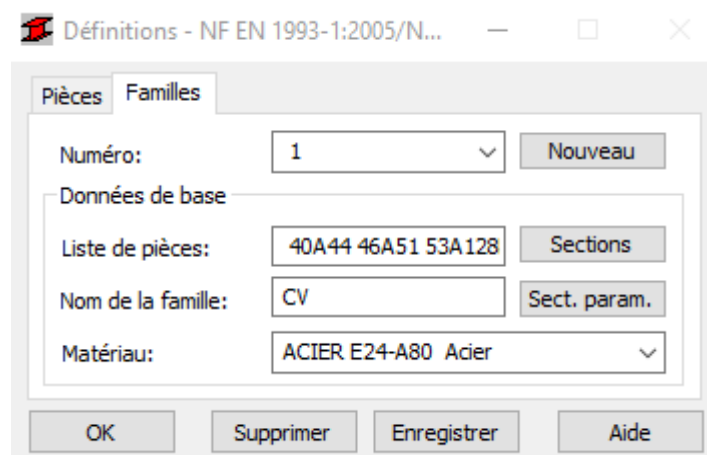 Définitions - NF EN 1993-1:2005/N...
Pièces Familles
Numéro: 1 Nouveau
Données de base
Liste de pièces: 40A44 46A51 53A128 Sections
Nom de la famille: CV Sect. param.
Matériau: ACIER E24-A80 Acier
OK Supprimer Enregistrer Aide